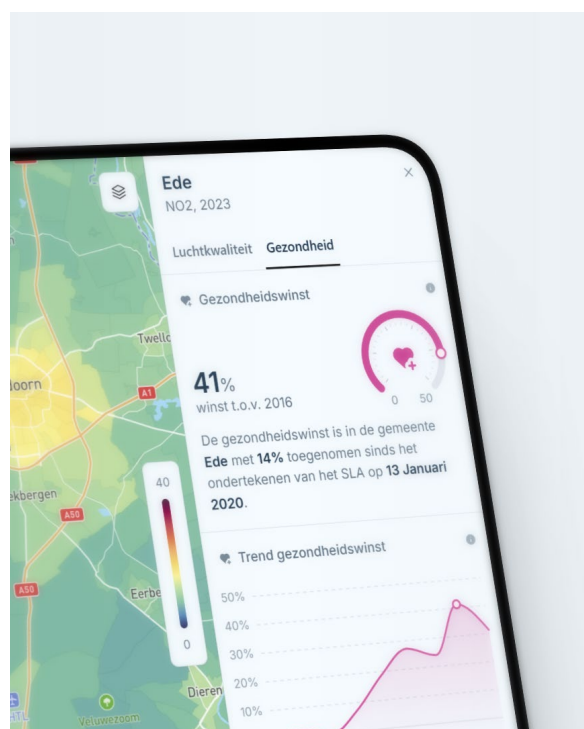 Ede
NO2, 2023
Luchtkwaliteit Gezondheid
Gezondheidswinst
41%
winst t.o.v. 2016
0 50
De gezondheidswinst is in de gemeente
Ede met 14% toegenomen sinds het
ondertekenen van het SLA op 13 Januari
2020.
Trend gezondheidswinst
50%
40%
30%
20%
10%
Twello
loorn
A1
ekbergen
A50
A50
40
0
Eerbe
Dieren
Veluwezoom
HTL